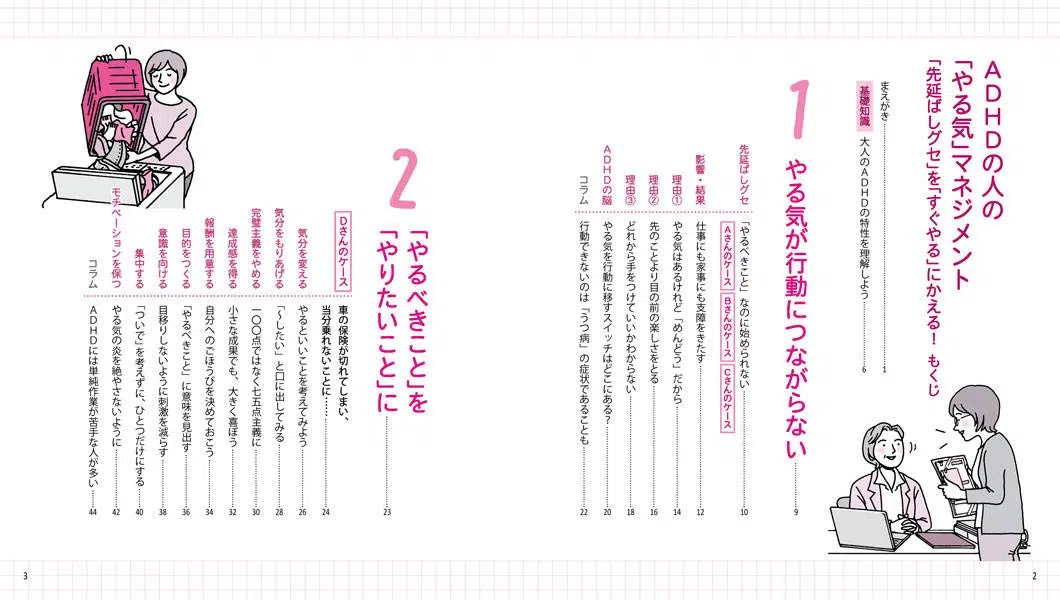 ADHDの人の
「やる気」マネジメント
「先延ばしグセ」を「すぐやる」にかえる！ もくじ
まえがき……1
基礎知識 大人のADHDの特性を理解しよう……6
1 やる気が行動につながらない……9
先延ばしグセ 「やるべきこと」なのに始められない……10
Aさんのケース Bさんのケース Cさんのケース
影響・結果 仕事にも家事にも支障をきたす……12
理由① やる気はあるけれど「めんどう」だから……14
理由② 先のことより目の前の楽しさをとる……16
理由③ どれから手をつけていいかわからない……18
ADHDの脳 やる気を行動に移すスイッチはどこにある？……20
コラム 行動できないのは「うつ病」の症状であることも……22
2 「やるべきこと」を
「やりたいこと」に……23
Dさんのケース 車の保険が切れてしまい、
当分乗れないことに……24
気分を変える やるといいことを考えてみよう……26
気分をもりあげる 「〜したい」と口に出してみる……28
完璧主義をやめる 一〇〇点ではなく七五点主義に……30
達成感を得る 小さな成果でも、大きく喜ぼう……32
報酬を用意する 自分へのごほうびを決めておこう……34
目的をつくる 「やるべきこと」に意味を見出す……36
意識を向ける 目移りしないように刺激を減らす……38
集中する 「ついで」を考えずに、ひとつだけにする……40
モチベーションを保つ やる気の炎を絶やさないように……42
コラム ADHDには単純作業が苦手な人が多い……44
2
3